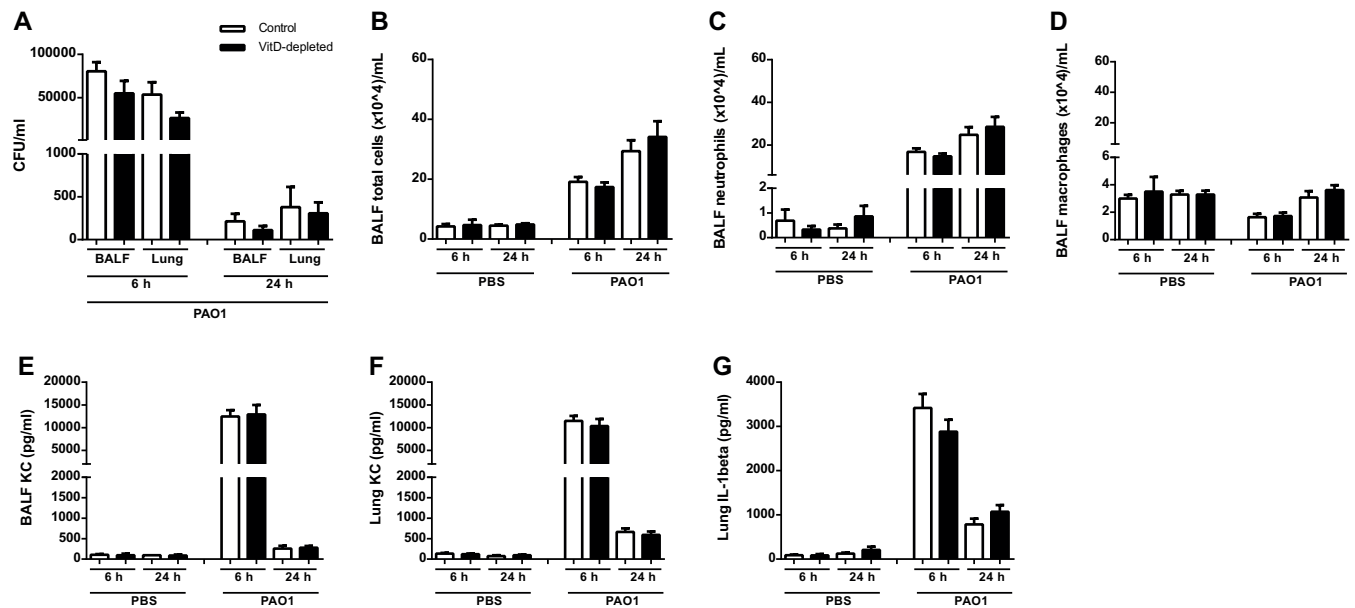 A
Control
VitD-depleted
CFU/ml
100000
50000
1000
500
0
BALF Lung BALF Lung
6 h 24 h
PAO1
B
BALF total cells (x10^4)/mL
60
40
20
0
6 h 24 h 6 h 24 h
PBS PAO1
C
BALF neutrophils (x10^4)/mL
60
40
20
2
1
0
6 h 24 h 6 h 24 h
PBS PAO1
D
BALF macrophages (x10^4)/mL
60
40
20
6
4
2
0
6 h 24 h 6 h 24 h
PBS PAO1
E
BALF KC (pg/ml)
20000
15000
10000
5000
2000
1500
1000
500
0
6 h 24 h 6 h 24 h
PBS PAO1
F
Lung KC (pg/ml)
20000
15000
10000
5000
2000
1500
1000
500
0
6 h 24 h 6 h 24 h
PBS PAO1
G
Lung IL-1beta (pg/ml)
4000
3000
2000
1000
0
6 h 24 h 6 h 24 h
PBS PAO1